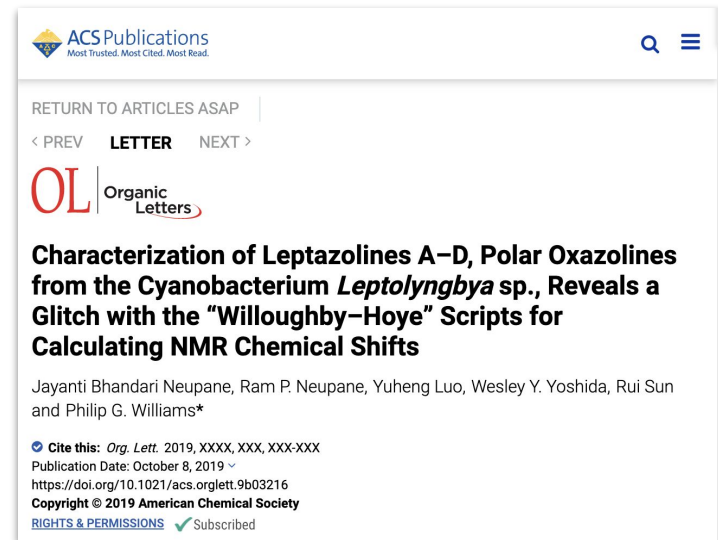 ACS Publications
Most Trusted. Most Cited. Most Read.
RETURN TO ARTICLES ASAP
< PREV LETTER NEXT >
OL Organic
Letters
Characterization of Leptazolines A–D, Polar Oxazolines
from the Cyanobacterium Leptolyngbya sp., Reveals a
Glitch with the “Willoughby–Hoye” Scripts for
Calculating NMR Chemical Shifts
Jayanti Bhandari Neupane, Ram P. Neupane, Yuheng Luo, Wesley Y. Yoshida, Rui Sun
and Philip G. Williams*
Cite this: Org. Lett. 2019, XXXX, XXX, XXX-XXX
Publication Date: October 8, 2019
https://doi.org/10.1021/acs.orglett.9b03216
Copyright © 2019 American Chemical Society
RIGHTS & PERMISSIONS Subscribed